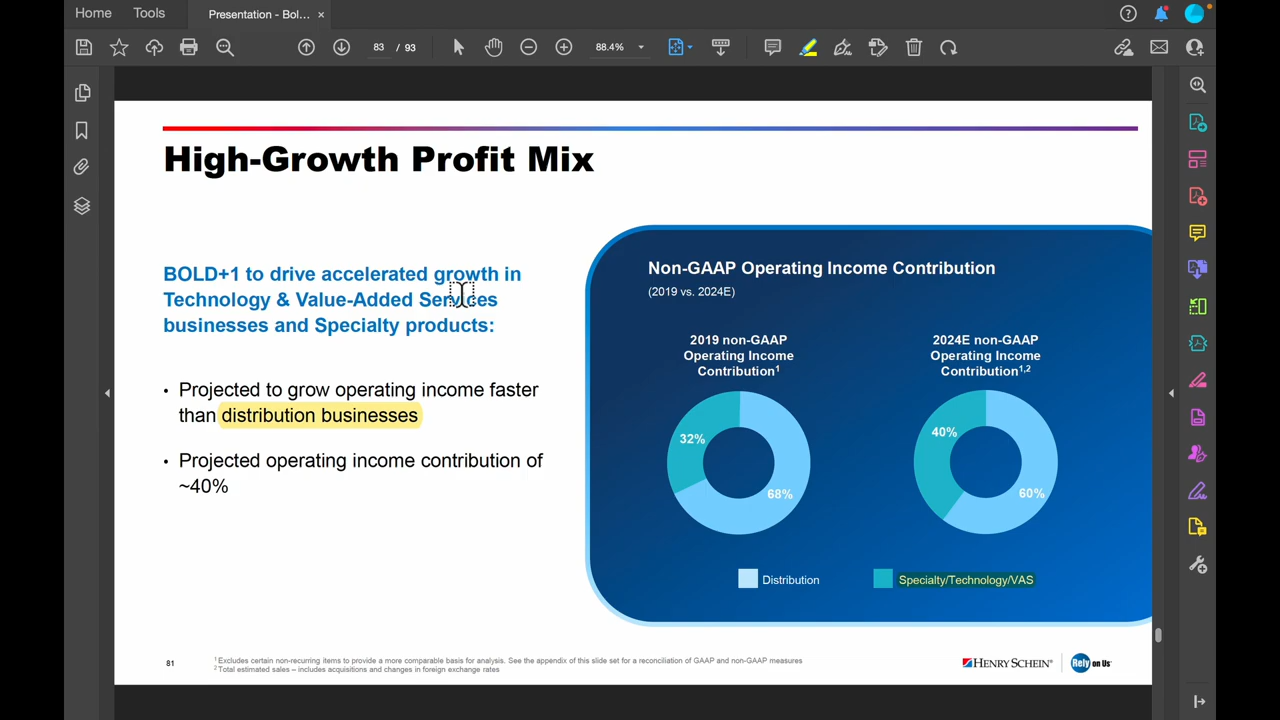 Home Tools Presentation - Bol... ×
83 / 93 88.4%
High-Growth Profit Mix
BOLD+1 to drive accelerated growth in
Technology & Value-Added Services
businesses and Specialty products:
• Projected to grow operating income faster
than distribution businesses
• Projected operating income contribution of
~40%
Non-GAAP Operating Income Contribution
(2019 vs. 2024E)
2019 non-GAAP
Operating Income
Contribution¹
32%
68%
2024E non-GAAP
Operating Income
Contribution¹,²
40%
60%
Distribution
Specialty/Technology/VAS
81
¹ Excludes certain non-recurring items to provide a more comparable basis for analysis. See the appendix of this slide set for a reconciliation of GAAP and non-GAAP measures
² Total estimated sales – includes acquisitions and changes in foreign exchange rates
HENRY SCHEIN®
Rely on Us